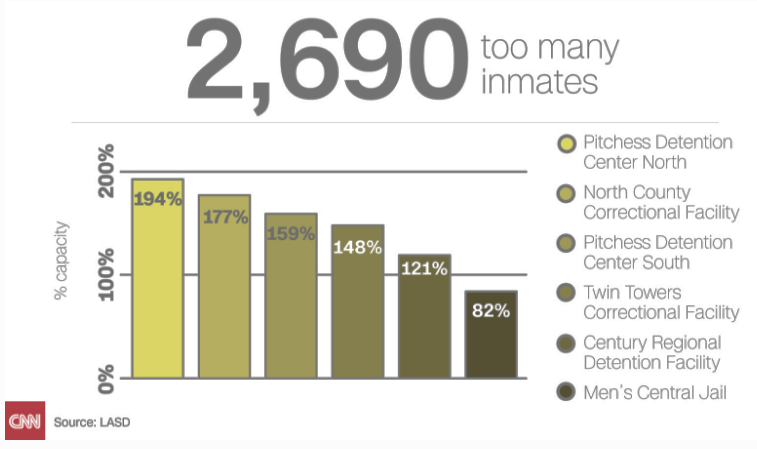 2,690 too many
inmates
% capacity
200%
100%
0%
194%
177%
159%
148%
121%
82%
Pitchess Detention
Center North
North County
Correctional Facility
Pitchess Detention
Center South
Twin Towers
Correctional Facility
Century Regional
Detention Facility
Men's Central Jail
CNN
Source: LASD